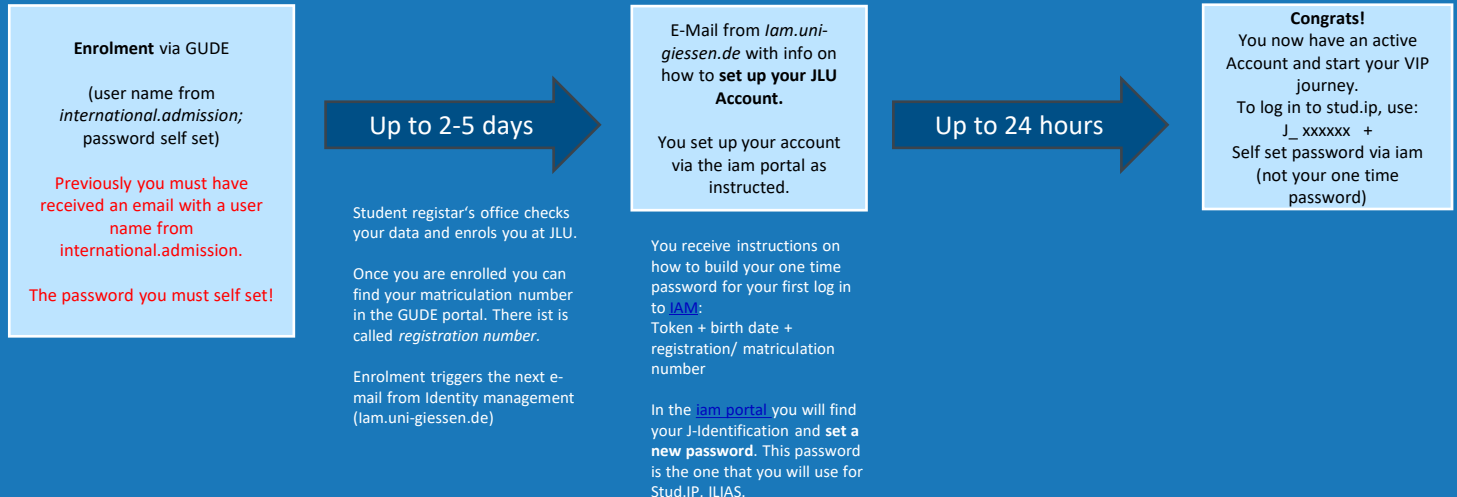 Enrolment via GUDE
(user name from
international.admission;
password self set)
Previously you must have
received an email with a user
name from
international.admission.
The password you must self set!
Up to 2-5 days
Student registar's office checks
your data and enrols you at JLU.
Once you are enrolled you can
find your matriculation number
in the GUDE portal. There ist is
called registration number.
Enrolment triggers the next e-
mail from Identity management
(Iam.uni-giessen.de)
E-Mail from Iam.uni-
giessen.de with info on
how to set up your JLU
Account.
You set up your account
via the iam portal as
instructed.
You receive instructions on
how to build your one time
password for your first log in
to IAM:
Token + birth date +
registration/ matriculation
number
In the iam portal you will find
your J-Identification and set a
new password. This password
is the one that you will use for
Stud.IP, ILIAS.
Up to 24 hours
Congrats!
You now have an active
Account and start your VIP
journey.
To log in to stud.ip, use:
J_ xxxxxx +
Self set password via iam
(not your one time
password)